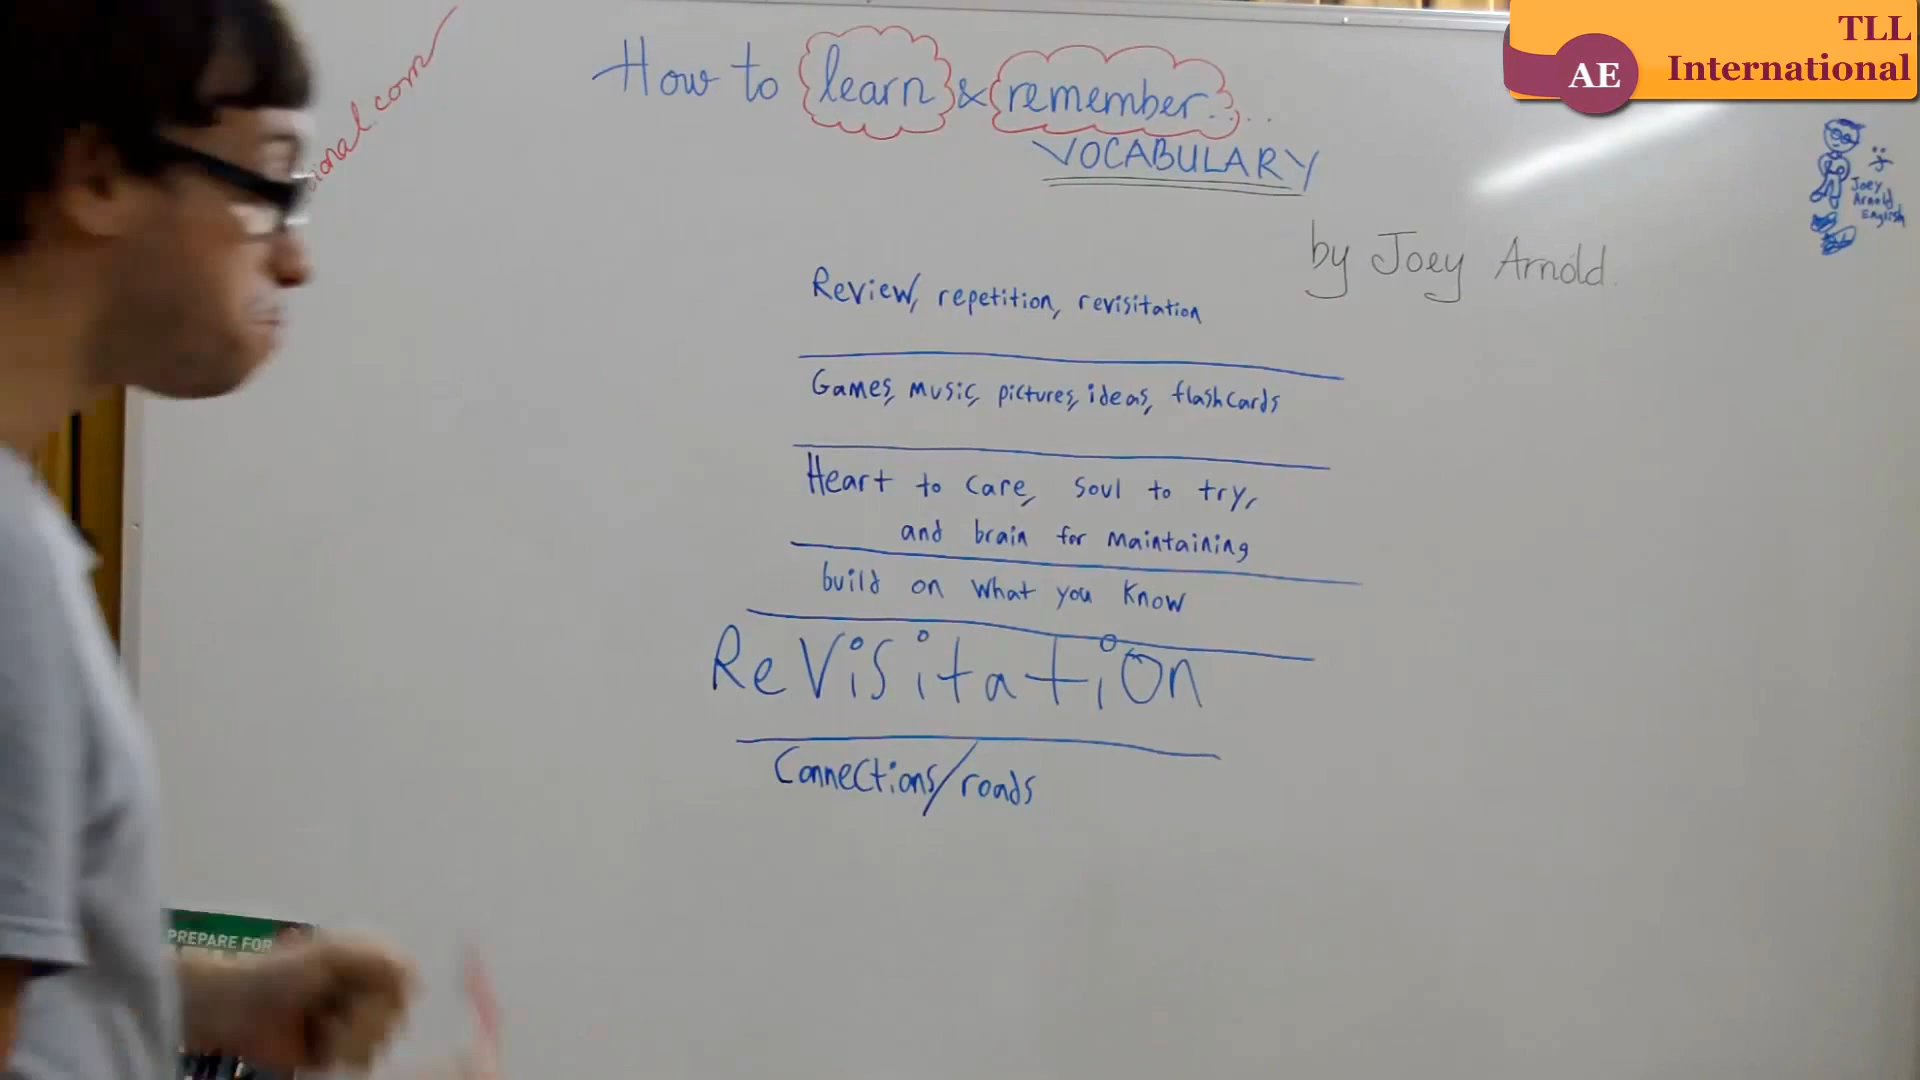 TLL
International
AE
How to learn & remember....
VOCABULARY
by Joey Arnold.
Joey
Arnold
English
ional.com
Review, repetition, revisitation
Games, music, pictures, ideas, flashcards
Heart to care, soul to try,
and brain for maintaining
build on what you know
ReVisitation
Connections/roads
PREPARE FOR